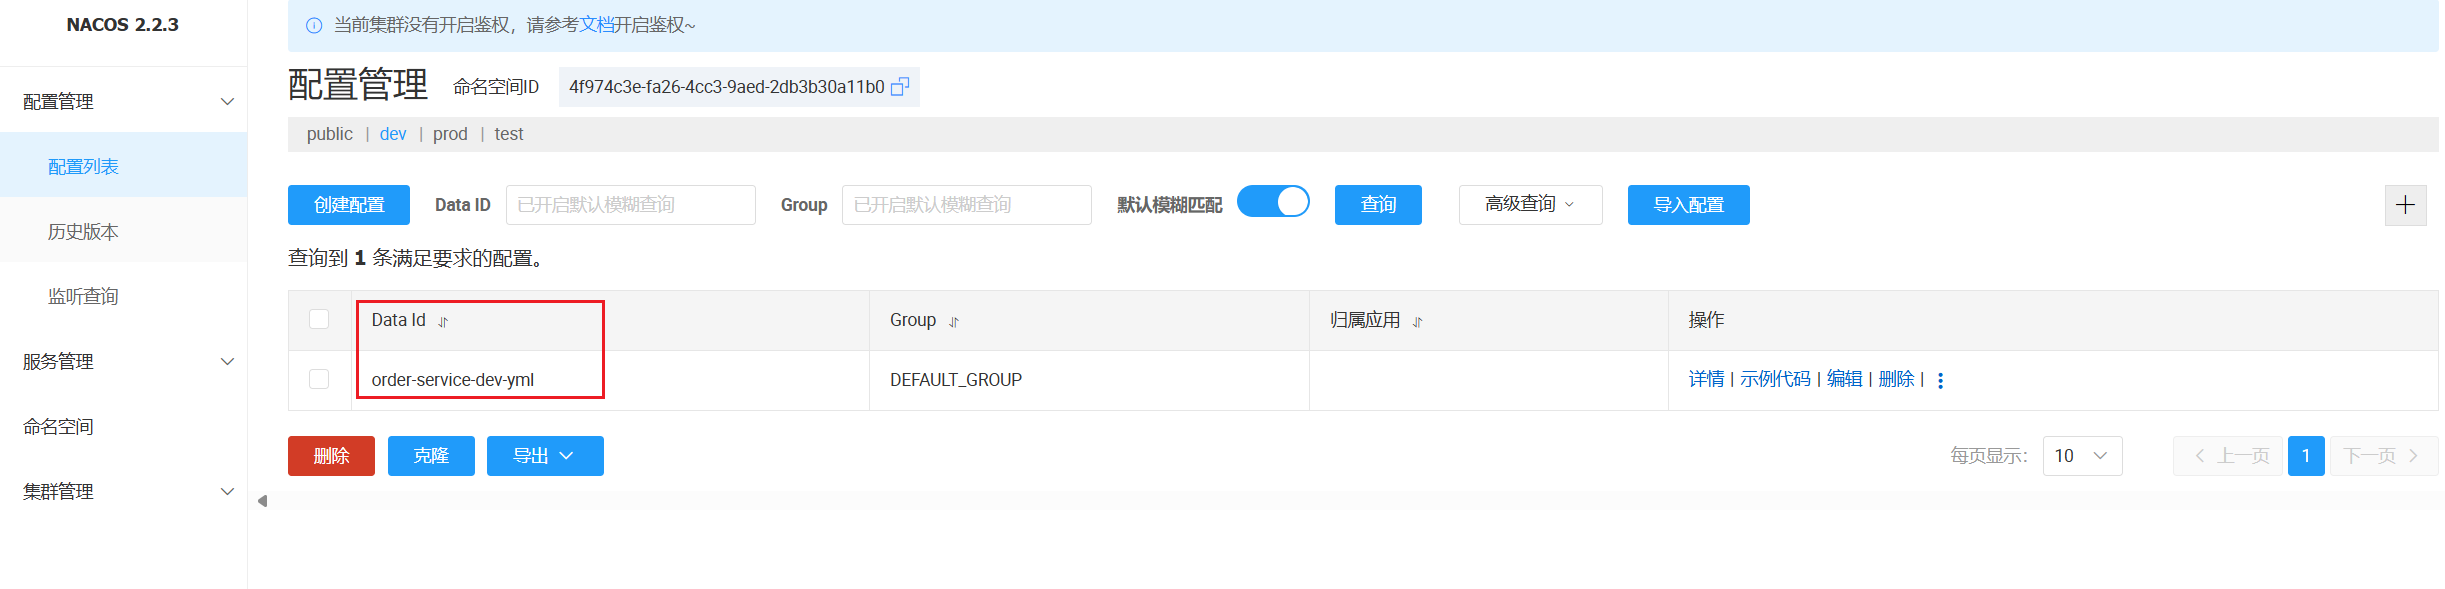 NACOS 2.2.3
配置管理
配置列表
历史版本
监听查询
服务管理
命名空间
集群管理
当前集群没有开启鉴权，请参考文档开启鉴权~
配置管理 命名空间ID 4f974c3e-fa26-4cc3-9aed-2db3b30a11b0
public | dev | prod | test
创建配置 Data ID 已开启默认模糊查询 Group 已开启默认模糊查询 默认模糊匹配 查询 高级查询 导入配置
查询到 1 条满足要求的配置。
Data Id Group 归属应用 操作
order-service-dev-yml DEFAULT_GROUP 详情 | 示例代码 | 编辑 | 删除 |
删除 克隆 导出 每页显示: 10 上一页 1 下一页